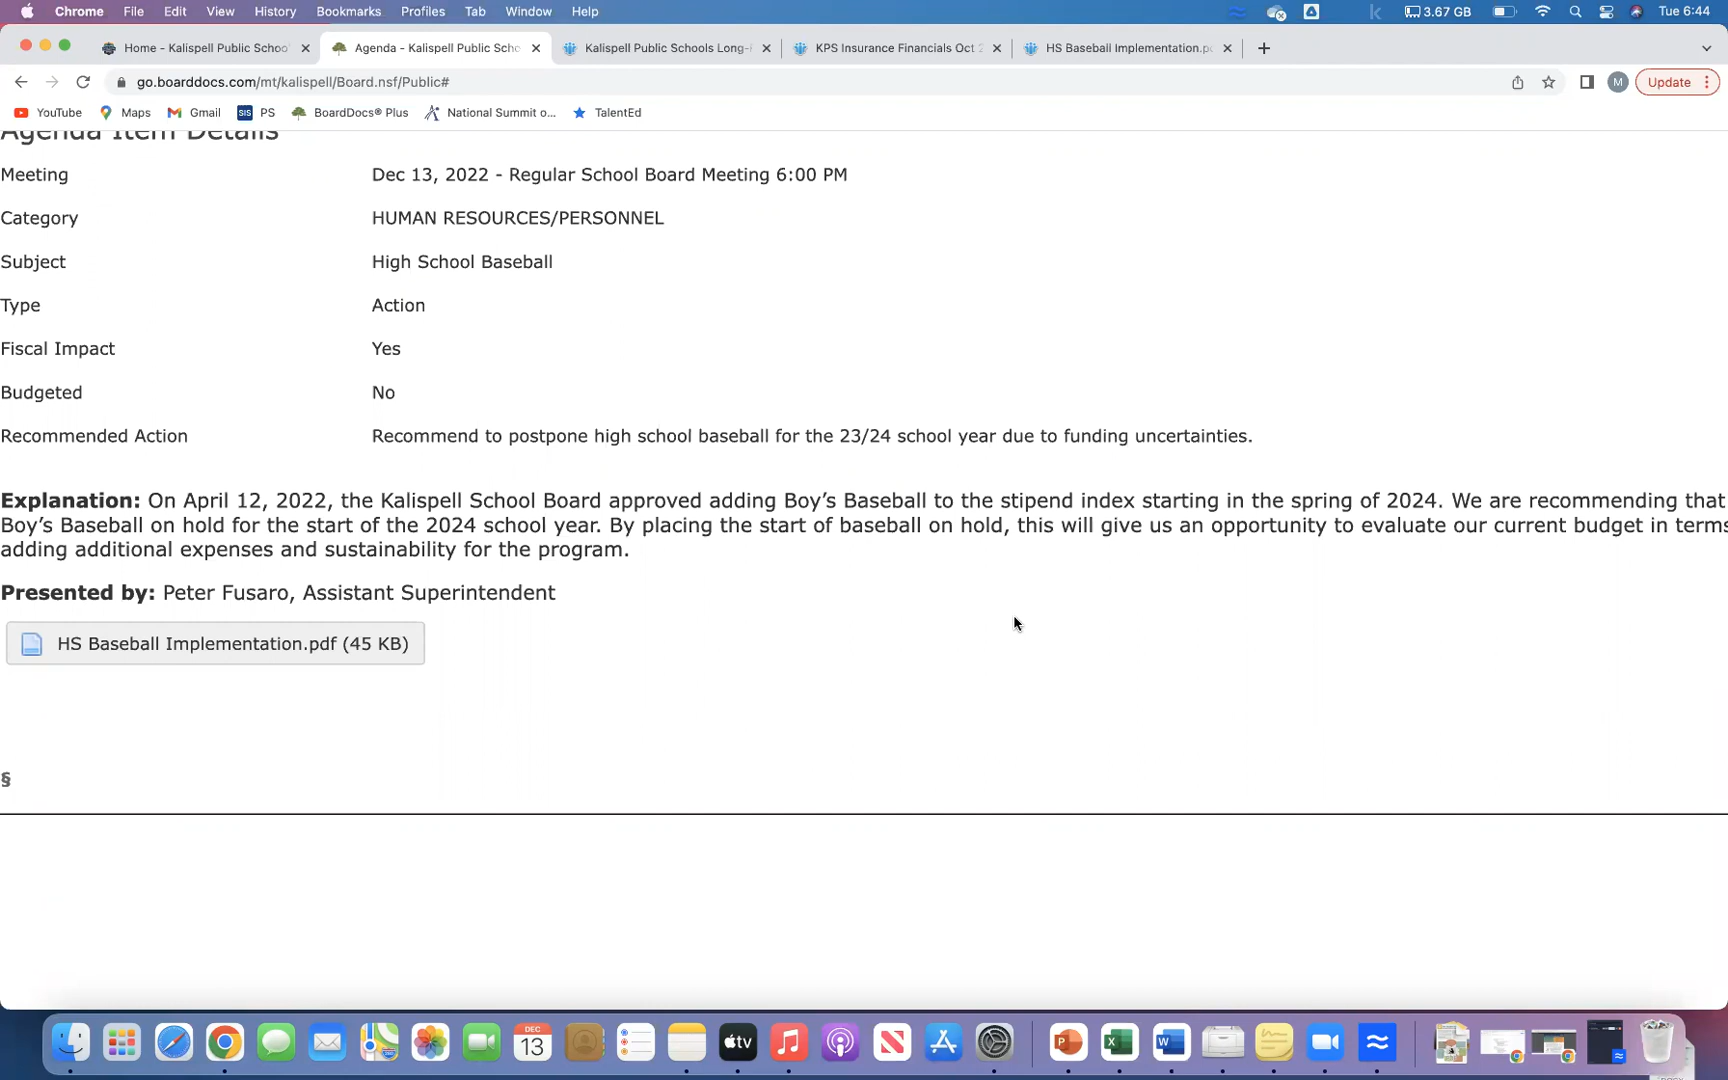 Chrome File Edit View History Bookmarks Profiles Tab Window Help 3.67 GB Tue 6:44
Home - Kalispell Public School Agenda - Kalispell Public Scho Kalispell Public Schools Long- KPS Insurance Financials Oct 2 HS Baseball Implementation.p
go.boarddocs.com/mt/kalispell/Board.nsf/Public# M Update
YouTube Maps Gmail SIS PS BoardDocs® Plus National Summit o... TalentEd
Agenda Item Details
Meeting Dec 13, 2022 - Regular School Board Meeting 6:00 PM
Category HUMAN RESOURCES/PERSONNEL
Subject High School Baseball
Type Action
Fiscal Impact Yes
Budgeted No
Recommended Action Recommend to postpone high school baseball for the 23/24 school year due to funding uncertainties.
Explanation: On April 12, 2022, the Kalispell School Board approved adding Boy's Baseball to the stipend index starting in the spring of 2024. We are recommending that
Boy's Baseball on hold for the start of the 2024 school year. By placing the start of baseball on hold, this will give us an opportunity to evaluate our current budget in terms
adding additional expenses and sustainability for the program.
Presented by: Peter Fusaro, Assistant Superintendent
HS Baseball Implementation.pdf (45 KB)
§
DEC
13
tv
P X W